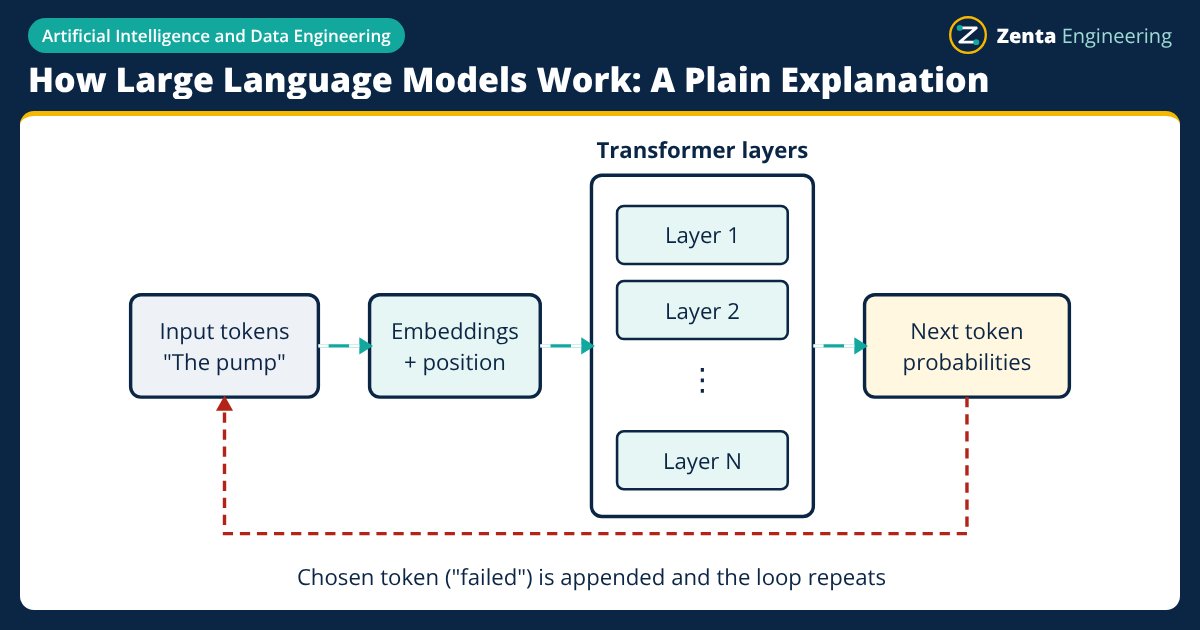 Artificial Intelligence and Data Engineering
Zenta Engineering
How Large Language Models Work: A Plain Explanation
Transformer layers
Layer 1
Layer 2
⋮
Layer N
Input tokens
"The pump"
Embeddings
+ position
Next token
probabilities
Chosen token ("failed") is appended and the loop repeats